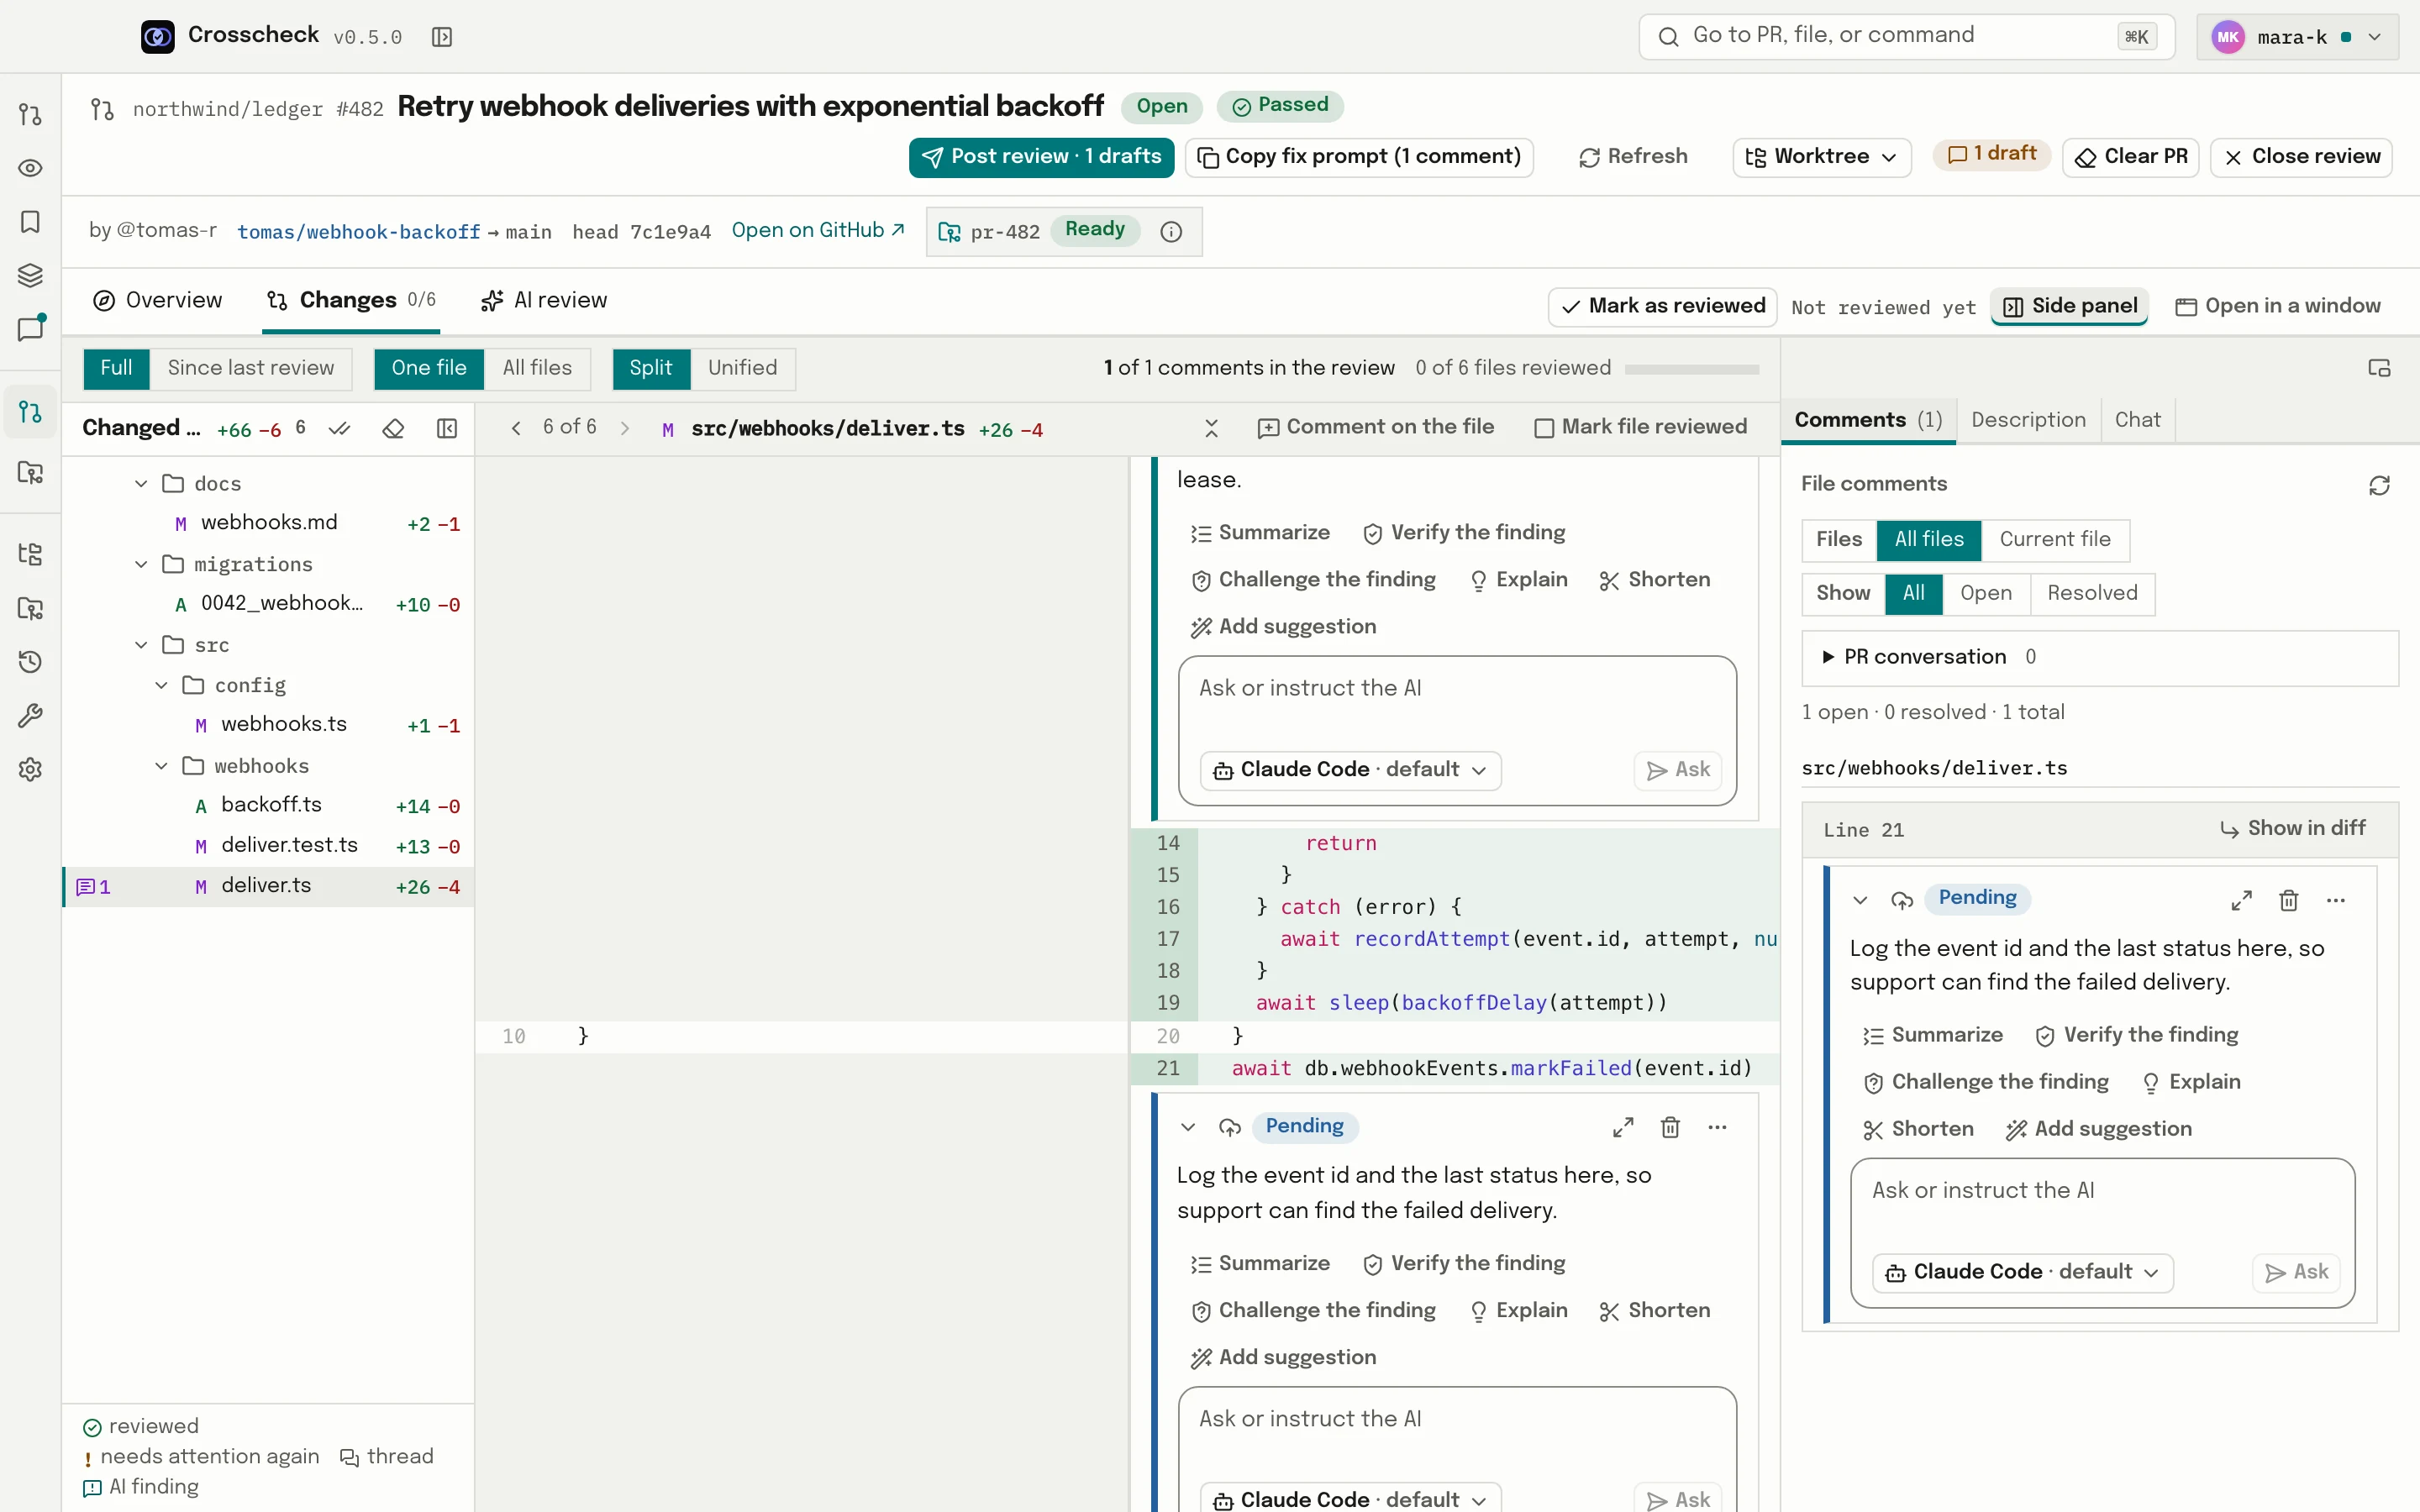 Crosscheck v0.5.0
Go to PR, file, or command ⌘K
MK mara-k
northwind/ledger #482 Retry webhook deliveries with exponential backoff Open Passed
Post review · 1 drafts Copy fix prompt (1 comment) Refresh Worktree 1 draft Clear PR Close review
by @tomas-r tomas/webhook-backoff → main head 7c1e9a4 Open on GitHub ↗ pr-482 Ready
Overview Changes 0/6 AI review Mark as reviewed Not reviewed yet Side panel Open in a window
Full Since last review One file All files Split Unified 1 of 1 comments in the review 0 of 6 files reviewed
Changed ... +66 −6 6
6 of 6 M src/webhooks/deliver.ts +26 −4 Comment on the file Mark file reviewed
docs
M webhooks.md +2 −1
migrations
A 0042_webhook... +10 −0
src
config
M webhooks.ts +1 −1
webhooks
A backoff.ts +14 −0
M deliver.test.ts +13 −0
1 M deliver.ts +26 −4
reviewed
! needs attention again thread
AI finding
lease.
Summarize Verify the finding
Challenge the finding Explain Shorten
Add suggestion
Ask or instruct the AI
Claude Code · default Ask
14 return
15 }
16 } catch (error) {
17 await recordAttempt(event.id, attempt, nu
18 }
19 await sleep(backoffDelay(attempt))
10 } 20 }
21 await db.webhookEvents.markFailed(event.id)
Pending
Log the event id and the last status here, so
support can find the failed delivery.
Summarize Verify the finding
Challenge the finding Explain Shorten
Add suggestion
Ask or instruct the AI
Claude Code · default Ask
Comments (1) Description Chat
File comments
Files All files Current file
Show All Open Resolved
PR conversation 0
1 open · 0 resolved · 1 total
src/webhooks/deliver.ts
Line 21 Show in diff
Pending
Log the event id and the last status here, so
support can find the failed delivery.
Summarize Verify the finding
Challenge the finding Explain
Shorten Add suggestion
Ask or instruct the AI
Claude Code · default Ask